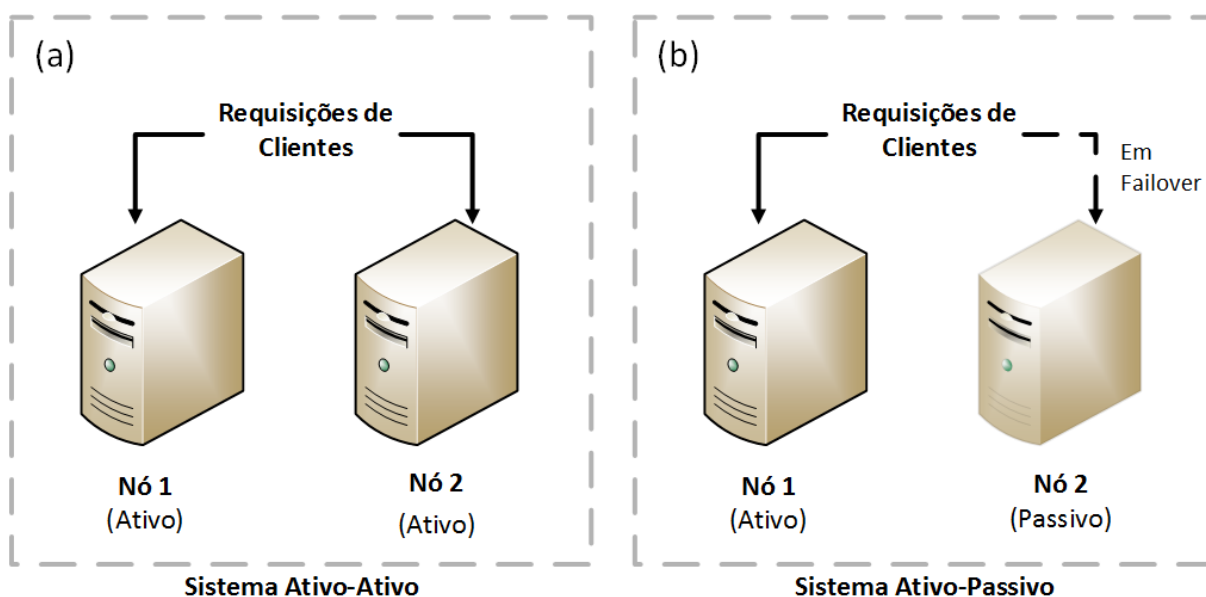 (a)
Requisições de
Clientes
Nó 1
(Ativo)
Nó 2
(Ativo)
Sistema Ativo-Ativo
(b)
Requisições de
Clientes
Em
Failover
Nó 1
(Ativo)
Nó 2
(Passivo)
Sistema Ativo-Passivo